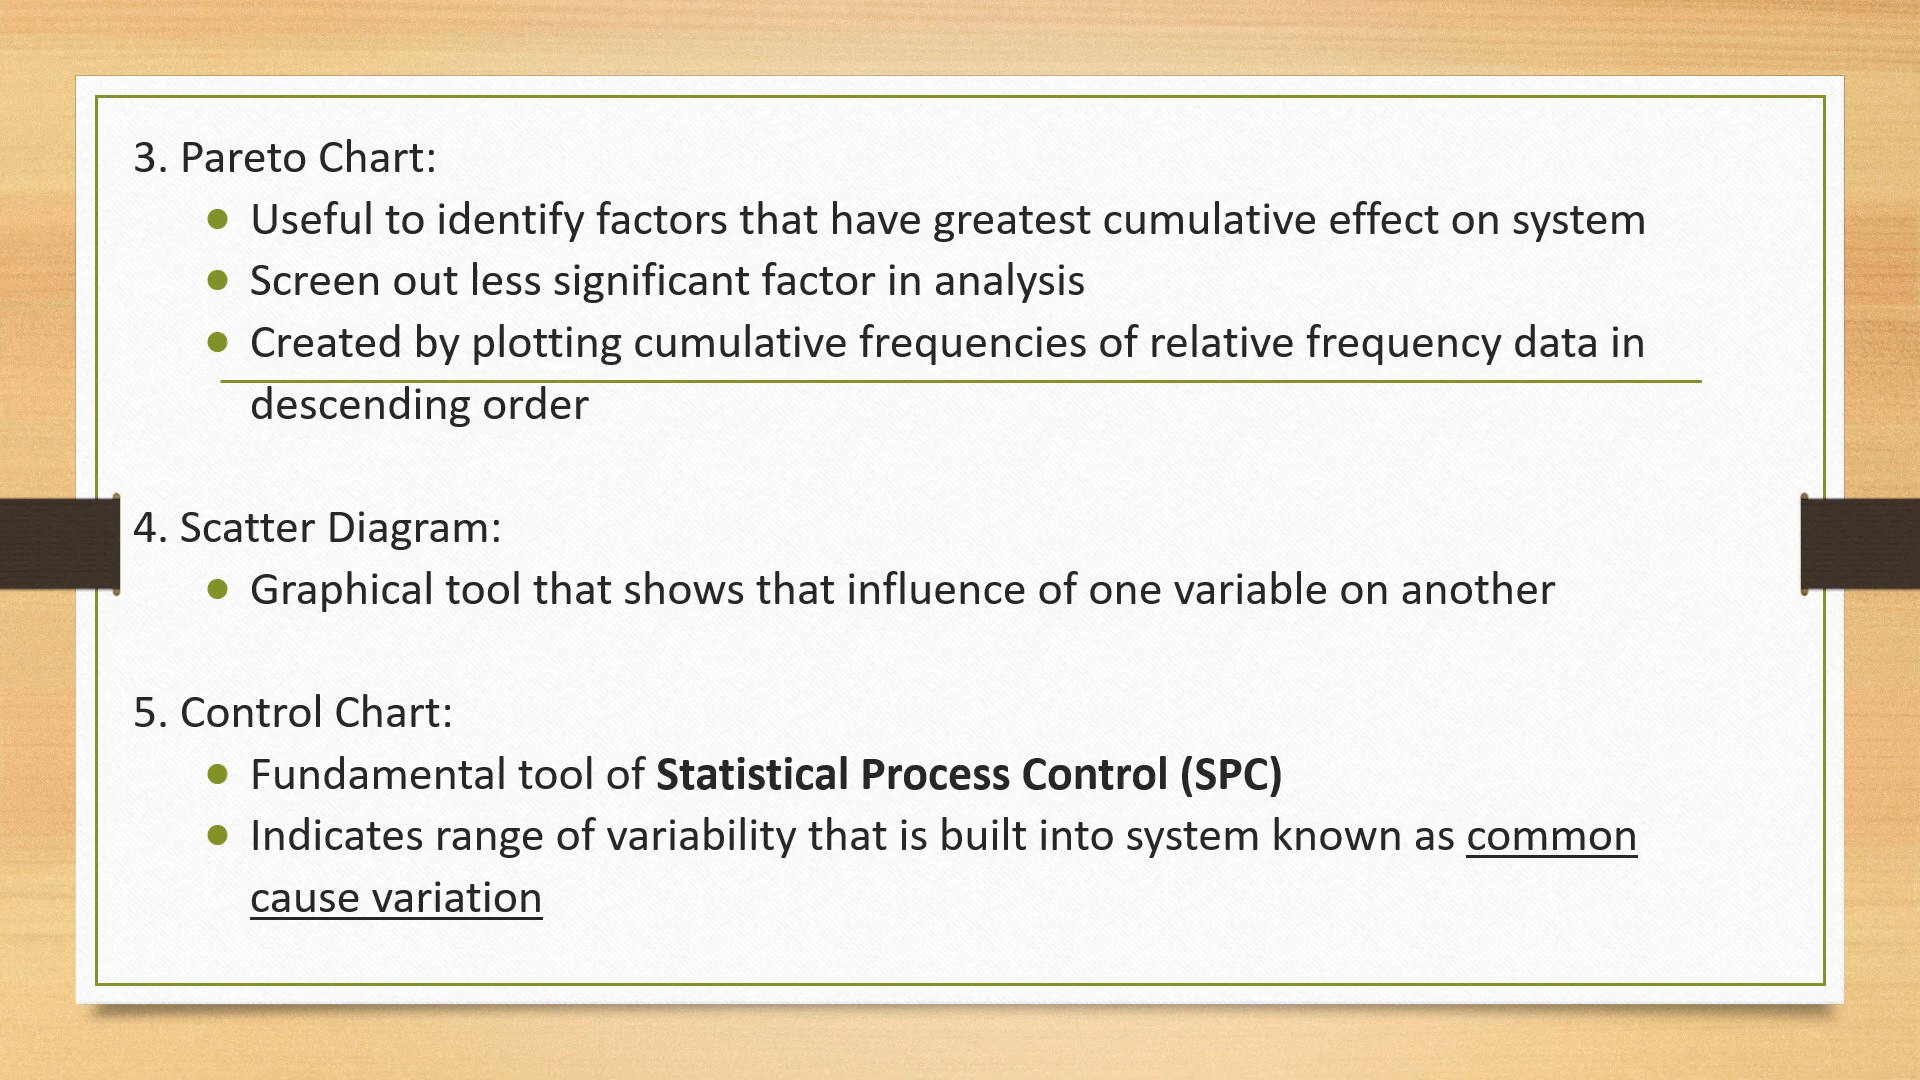 3. Pareto Chart:
● Useful to identify factors that have greatest cumulative effect on system
● Screen out less significant factor in analysis
● Created by plotting cumulative frequencies of relative frequency data in
descending order
4. Scatter Diagram:
● Graphical tool that shows that influence of one variable on another
5. Control Chart:
● Fundamental tool of Statistical Process Control (SPC)
● Indicates range of variability that is built into system known as common
cause variation